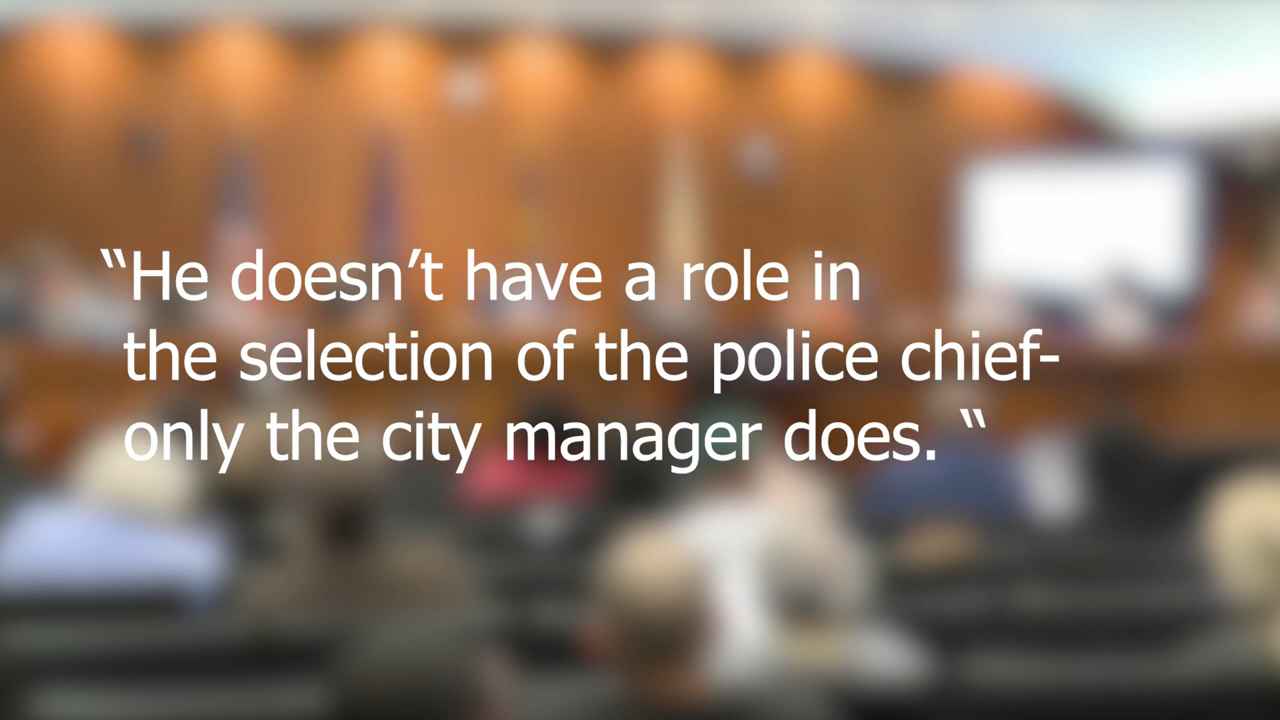 “He doesn’t have a role in
the selection of the police chief-
only the city manager does. “